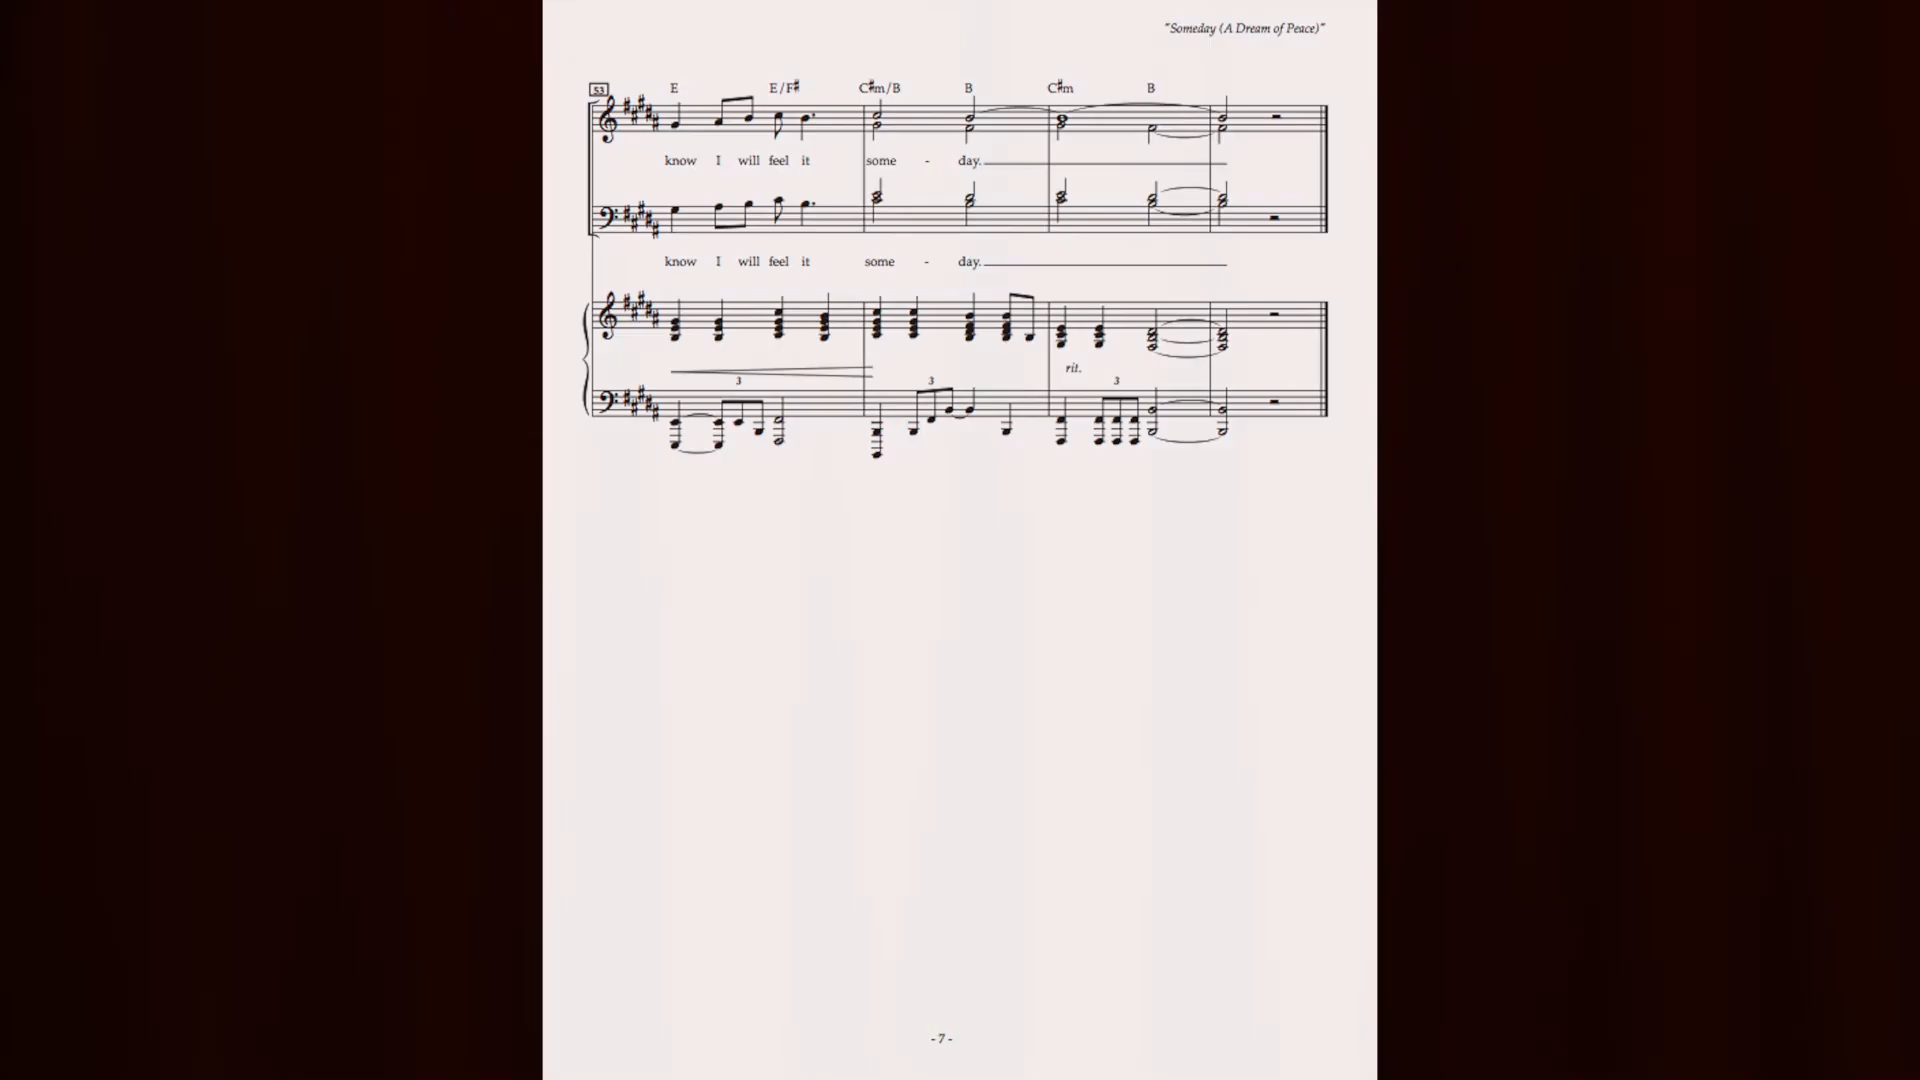 "Someday (A Dream of Peace)"
53
E E/F♯ C♯m/B B C♯m B
know I will feel it some - day.
know I will feel it some - day.
rit.
3 3 3
- 7 -